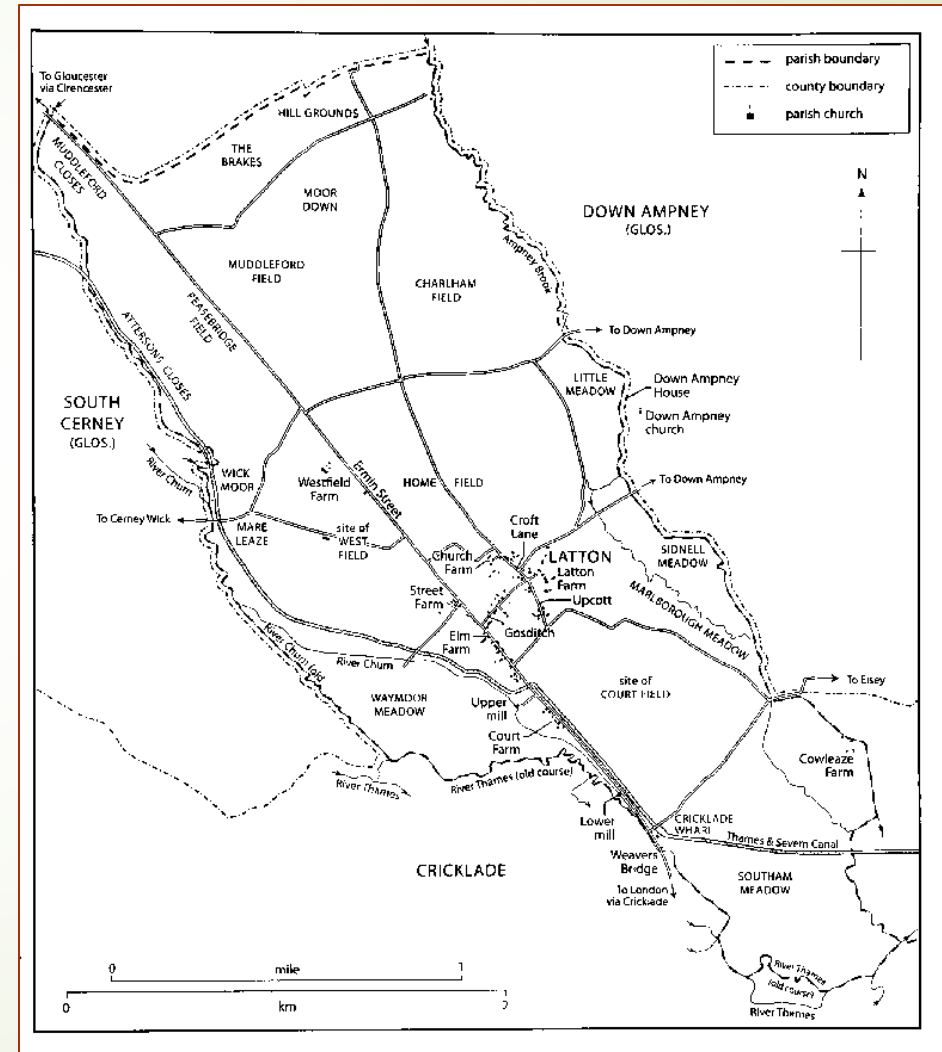 To Gloucester
via Cirencester
parish boundary
county boundary
parish church
HILL GROUNDS
THE
BRAKES
MUDDLEFORD
CLOSES
MOOR
DOWN
N
DOWN AMPNEY
(GLOS.)
Ampney Brook
MUDDLEFORD
FIELD
CHARLHAM
FIELD
PEASEBRIDGE
FIELD
ATTERSONS CLOSES
To Down Ampney
LITTLE
MEADOW
Down Ampney
House
Down Ampney
church
SOUTH
CERNEY
(GLOS.)
River Churn
WICK
MOOR
Westfield
Farm
Ermin Street
HOME FIELD
To Down Ampney
To Cerney Wick
MARE
LEAZE
site of
WEST
FIELD
Croft
Lane
Church
Farm
LATTON
Latton
Farm
Upcott
SIDNELL
MEADOW
MARLBOROUGH MEADOW
Street
Farm
Gosditch
Elm
Farm
River Churn (old
River Churn
WAYMOOR
MEADOW
site of
COURT FIELD
To Eisey
Upper
mill
Court
Farm
River Thames
River Thames (old course)
Cowleaze
Farm
Lower
mill
CRICKLADE
WHARF
Thames & Severn Canal
Weavers
Bridge
CRICKLADE
SOUTHAM
MEADOW
To London
via Cricklade
River Thames
(old course)
River Thames
0 mile 1
0 km 2